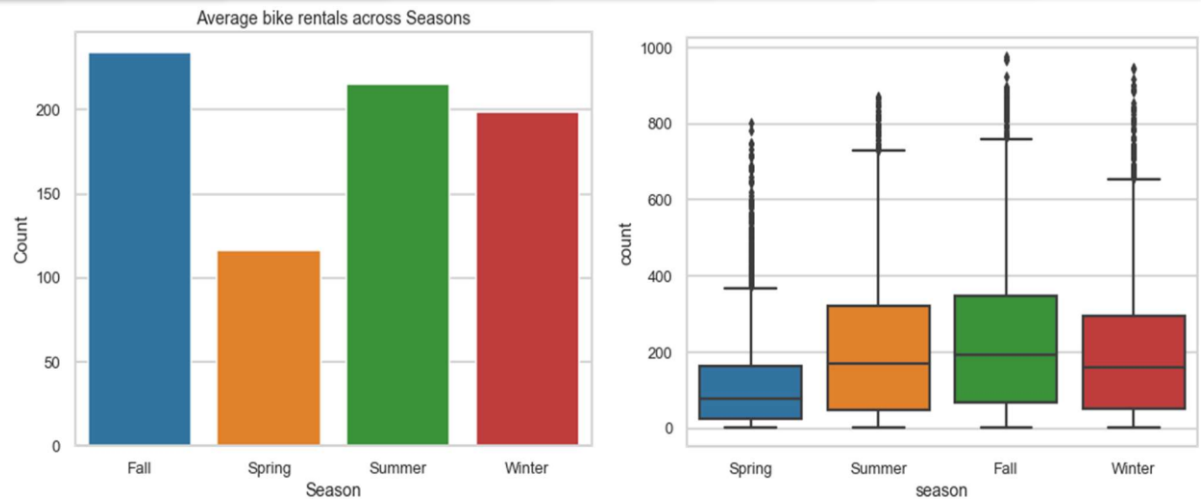 Average bike rentals across Seasons
Count
200
150
100
50
0
Fall Spring Summer Winter
Season
count
1000
800
600
400
200
0
Spring Summer Fall Winter
season